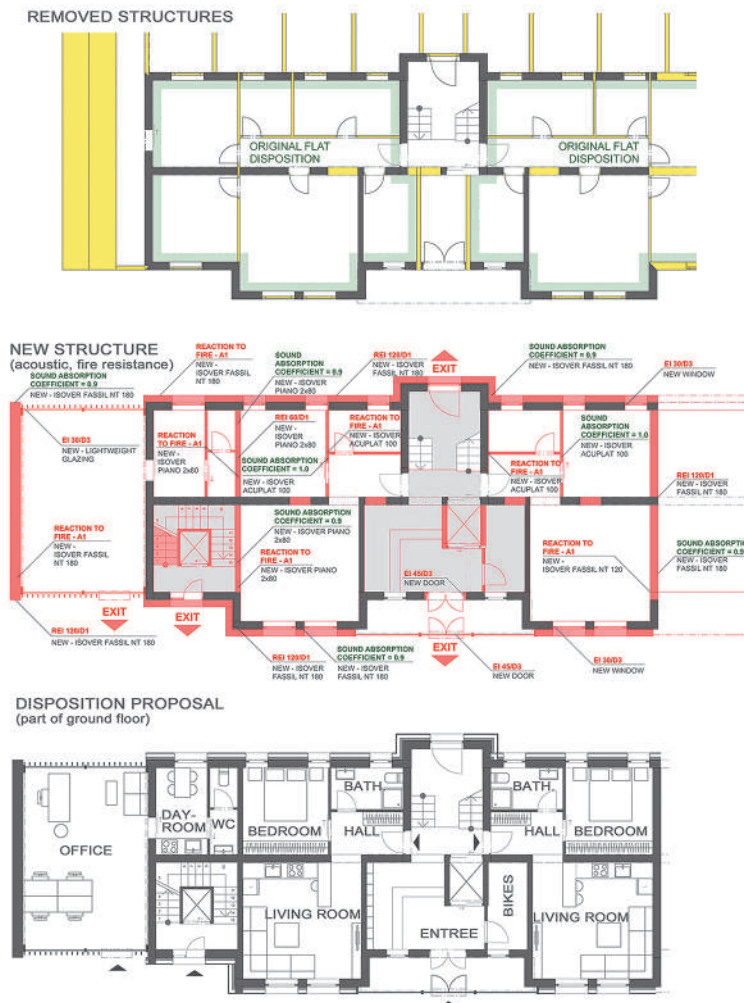 REMOVED STRUCTURES
ORIGINAL FLAT
DISPOSITION
ORIGINAL FLAT
DISPOSITION
NEW STRUCTURE
(acoustic, fire resistance)
SOUND ABSORPTION
COEFFICIENT = 0.9
NEW - ISOVER FASSIL NT 180
REACTION TO
FIRE - A1
NEW -
ISOVER FASSIL
NT 180
SOUND
ABSORPTION
COEFFICIENT = 0.9
NEW - ISOVER
PIANO 2x80
REI 120/D1
NEW - ISOVER
FASSIL NT 180
EXIT
SOUND ABSORPTION
COEFFICIENT = 0.9
NEW - ISOVER FASSIL NT 180
EI 30/D3
NEW WINDOW
EI 30/D3
NEW - LIGHTWEIGHT
GLAZING
REACTION
TO FIRE - A1
NEW -
ISOVER
PIANO 2x80
REI 60/D1
NEW -
ISOVER
PIANO 2x80
REACTION TO
FIRE - A1
NEW - ISOVER
ACUPLAT 100
SOUND ABSORPTION
COEFFICIENT = 1.0
NEW - ISOVER
ACUPLAT 100
REACTION TO
FIRE - A1
NEW - ISOVER
ACUPLAT 100
SOUND
ABSORPTION
COEFFICIENT = 1.0
NEW - ISOVER
ACUPLAT 100
REI 120/D1
NEW - ISOVER
FASSIL NT 180
REACTION TO
FIRE - A1
NEW -
ISOVER FASSIL
NT 180
SOUND ABSORPTION
COEFFICIENT = 0.9
NEW - ISOVER PIANO
2x80
REACTION TO
FIRE - A1
NEW - ISOVER PIANO
2x80
EI 45/D3
NEW DOOR
REACTION TO
FIRE - A1
NEW -
ISOVER FASSIL NT 120
SOUND ABSORPTION
COEFFICIENT = 0.9
NEW - ISOVER
FASSIL NT 180
REI 120/D1
NEW - ISOVER FASSIL NT 180
EXIT
EXIT
REI 120/D1
NEW - ISOVER
FASSIL NT 180
SOUND ABSORPTION
COEFFICIENT = 0.9
NEW - ISOVER
FASSIL NT 180
EXIT
EI 45/D3
NEW DOOR
EI 30/D3
NEW WINDOW
DISPOSITION PROPOSAL
(part of ground floor)
OFFICE
DAY-
ROOM
WC
BEDROOM
BATH.
HALL
BATH.
HALL
BEDROOM
LIVING ROOM
ENTREE
BIKES
LIVING ROOM